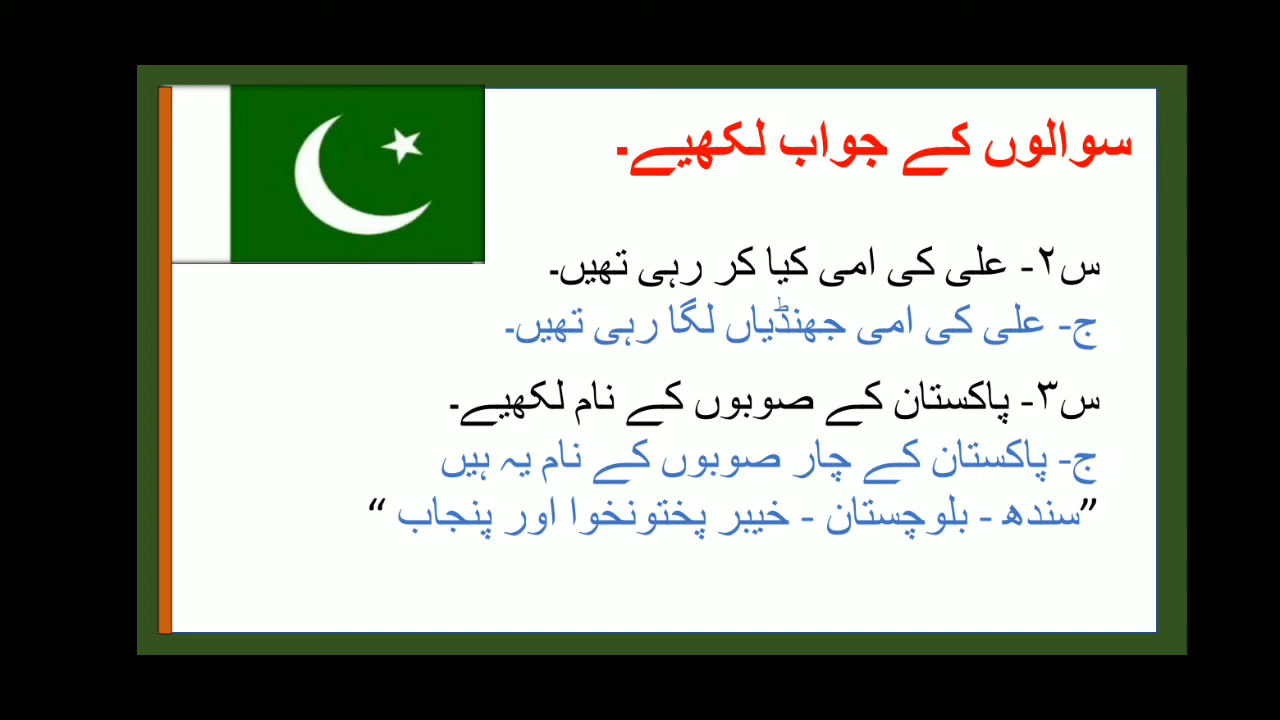 سوالوں کے جواب لکھیے۔
س۲- علی کی امی کیا کر رہی تھیں۔
ج- علی کی امی جھنڈیاں لگا رہی تھیں۔
س۳- پاکستان کے صوبوں کے نام لکھیے۔
ج- پاکستان کے چار صوبوں کے نام یہ ہیں
”سندھ - بلوچستان - خیبر پختونخوا اور پنجاب “